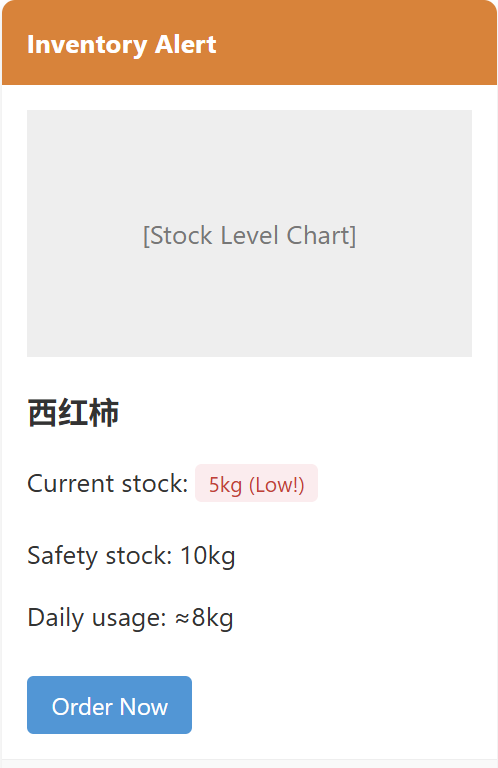 Inventory Alert
[Stock Level Chart]
西红柿
Current stock: 5kg (Low!)
Safety stock: 10kg
Daily usage: ≈8kg
Order Now